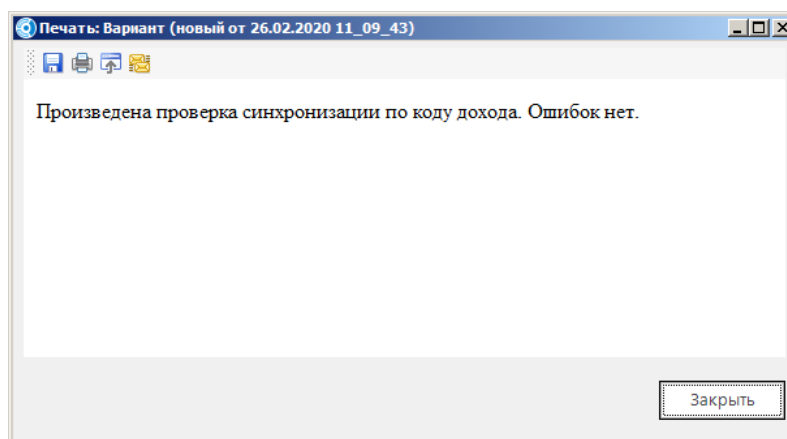 Печать: Вариант (новый от 26.02.2020 11_09_43)
Произведена проверка синхронизации по коду дохода. Ошибок нет.
Закрыть